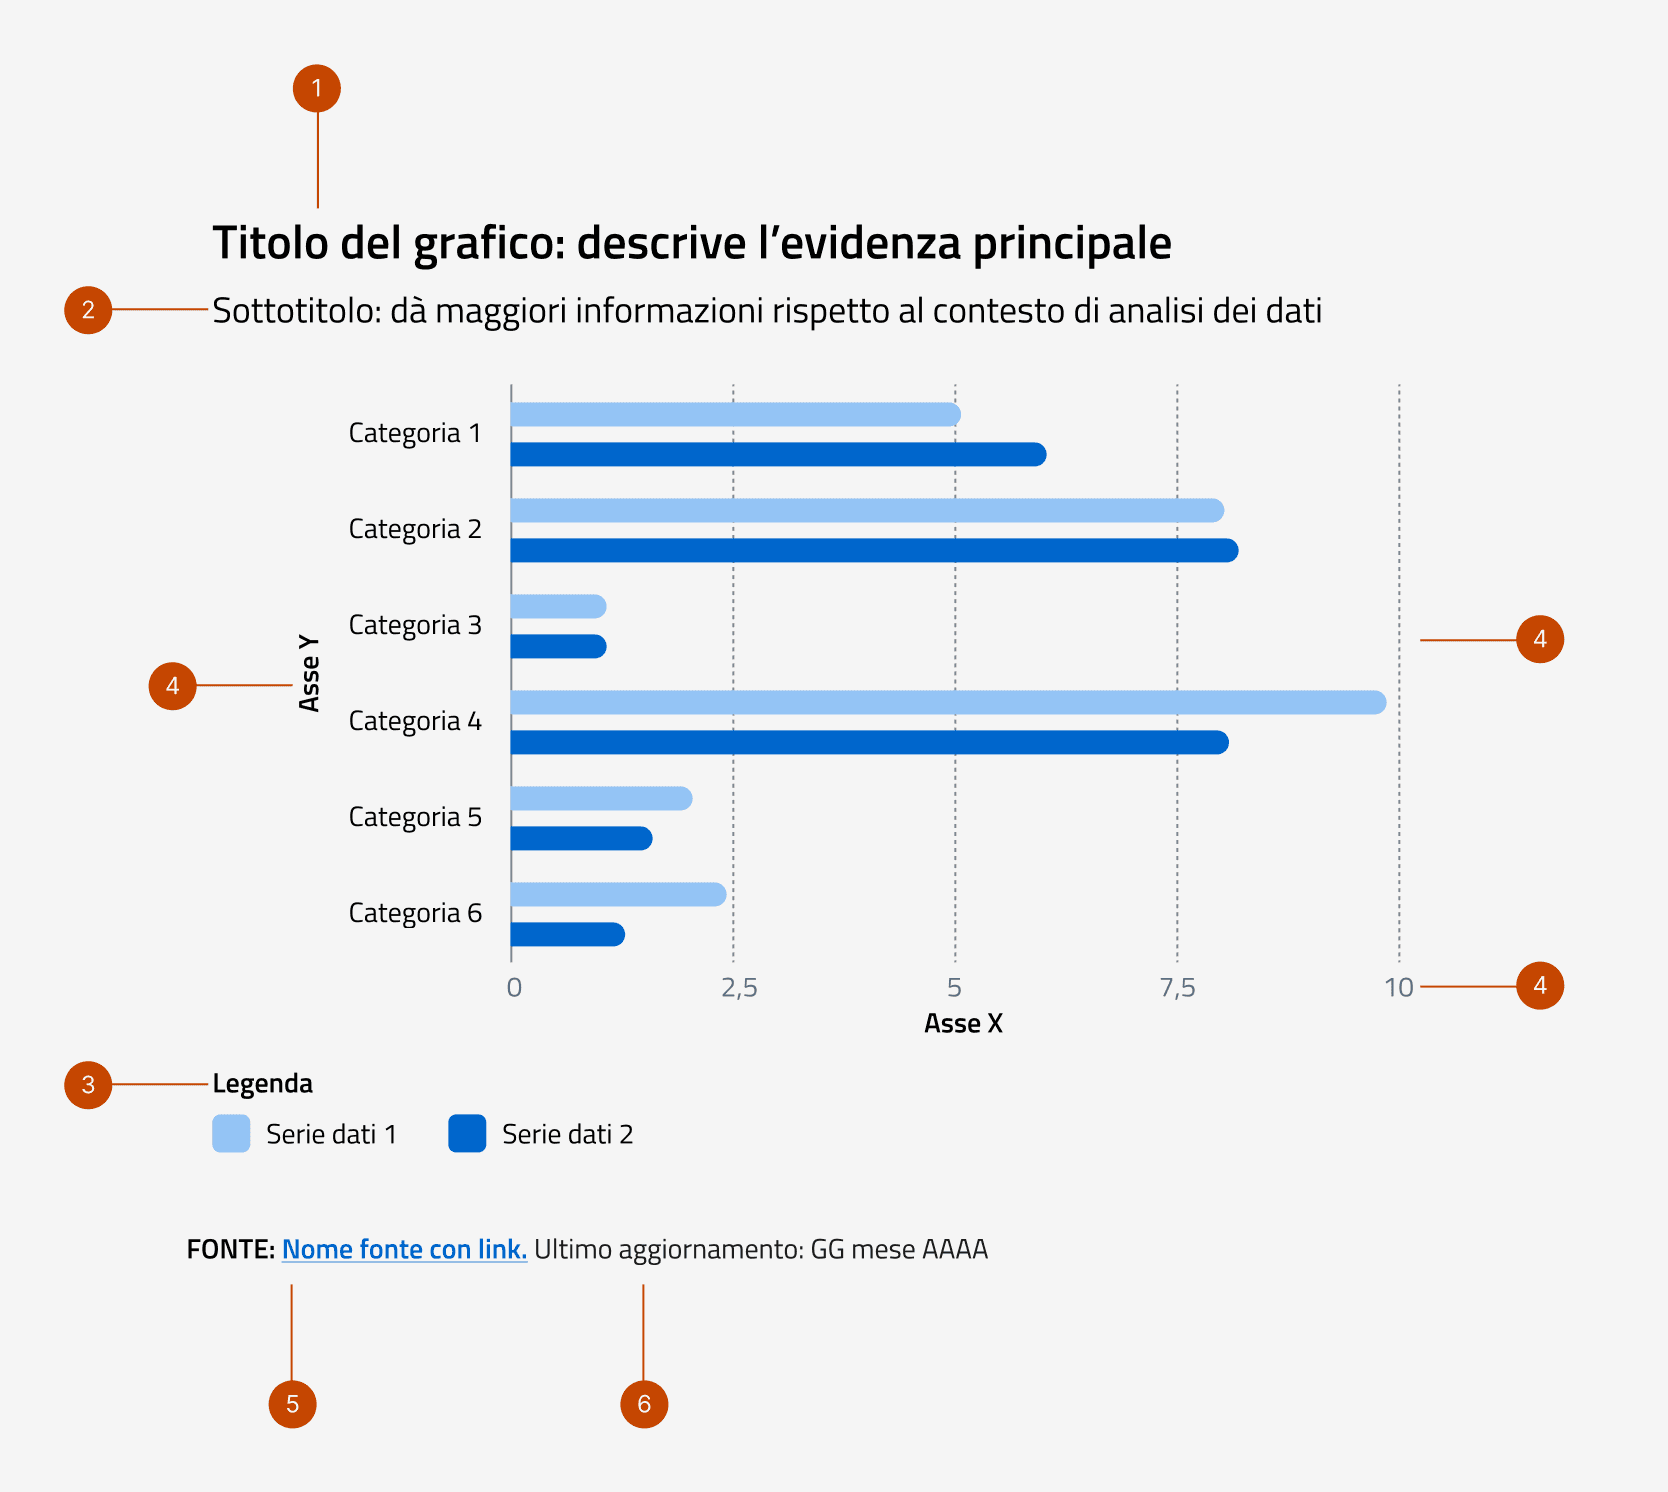 1
Titolo del grafico: descrive l’evidenza principale
2
Sottotitolo: dà maggiori informazioni rispetto al contesto di analisi dei dati
Categoria 1
Categoria 2
Categoria 3
4
Asse Y
4
Categoria 4
Categoria 5
Categoria 6
0 2,5 5 7,5 10
4
Asse X
3
Legenda
Serie dati 1 Serie dati 2
FONTE: Nome fonte con link. Ultimo aggiornamento: GG mese AAAA
5 6